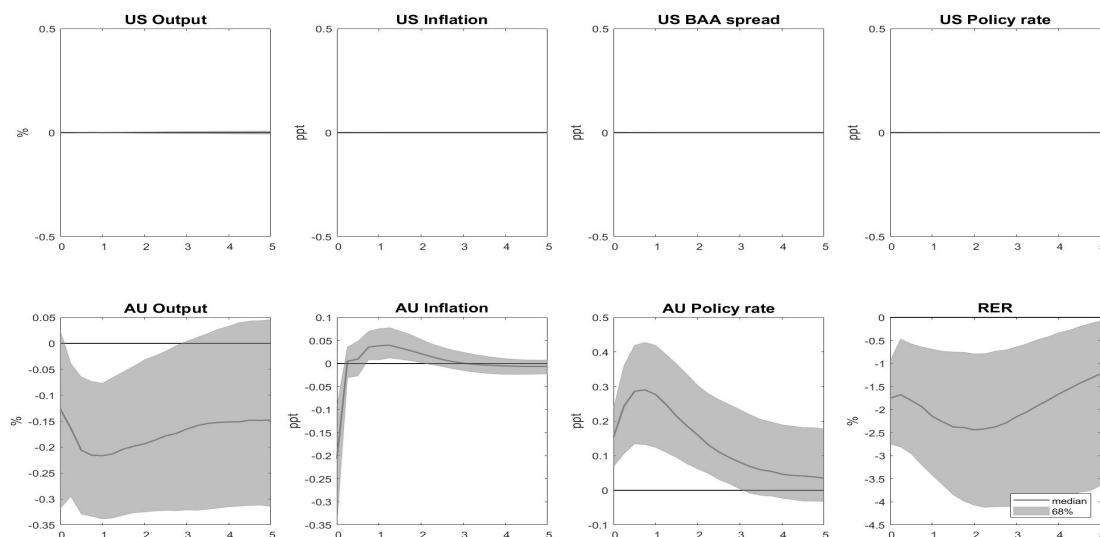 US Output
US Inflation
US BAA spread
US Policy rate
0.5
0.5
0.5
0.5
%
0
ppt
0
ppt
0
ppt
0
-0.5
-0.5
-0.5
-0.5
0 1 2 3 4 5
0 1 2 3 4 5
0 1 2 3 4 5
0 1 2 3 4 5
AU Output
AU Inflation
AU Policy rate
RER
%
0.05
0
-0.05
-0.1
-0.15
-0.2
-0.25
-0.3
-0.35
0 1 2 3 4 5
ppt
0.1
0.05
0
-0.05
-0.1
-0.15
-0.2
-0.25
-0.3
-0.35
0 1 2 3 4 5
ppt
0.5
0.4
0.3
0.2
0.1
0
-0.1
0 1 2 3 4 5
%
0
-0.5
-1
-1.5
-2
-2.5
-3
-3.5
-4
-4.5
0 1 2 3 4 5
median
68%